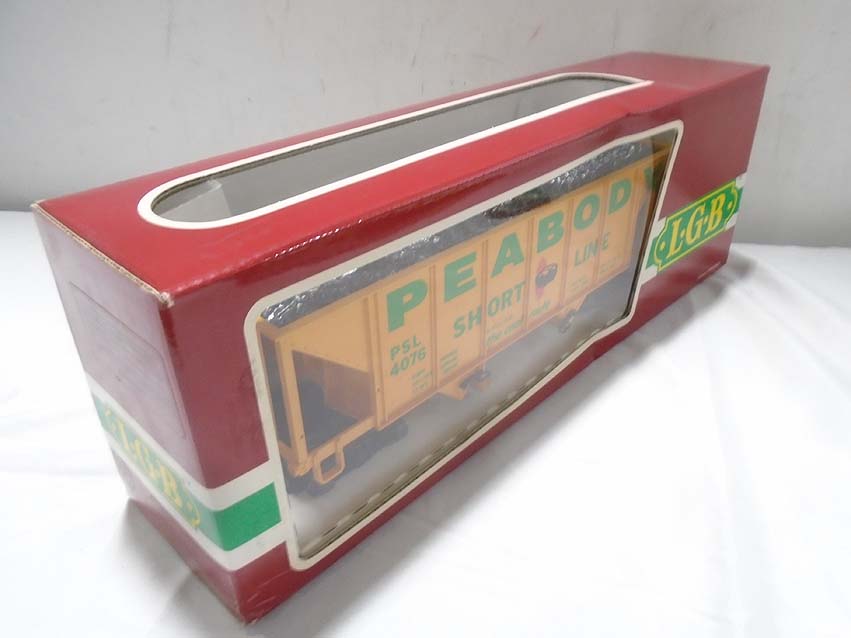 PEABODY
SHORT LINE
PSL
4076
L·G·B
L·G·B